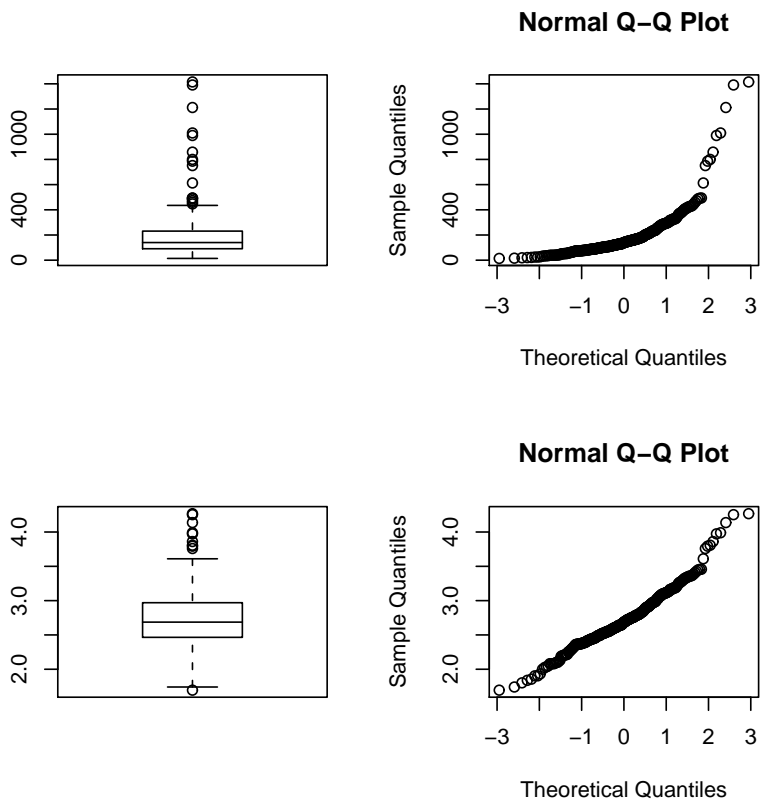 Normal Q−Q Plot
0 400 1000
Sample Quantiles
0 400 1000
−3 −1 0 1 2 3
Theoretical Quantiles
Normal Q−Q Plot
2.0 3.0 4.0
Sample Quantiles
2.0 3.0 4.0
−3 −1 0 1 2 3
Theoretical Quantiles